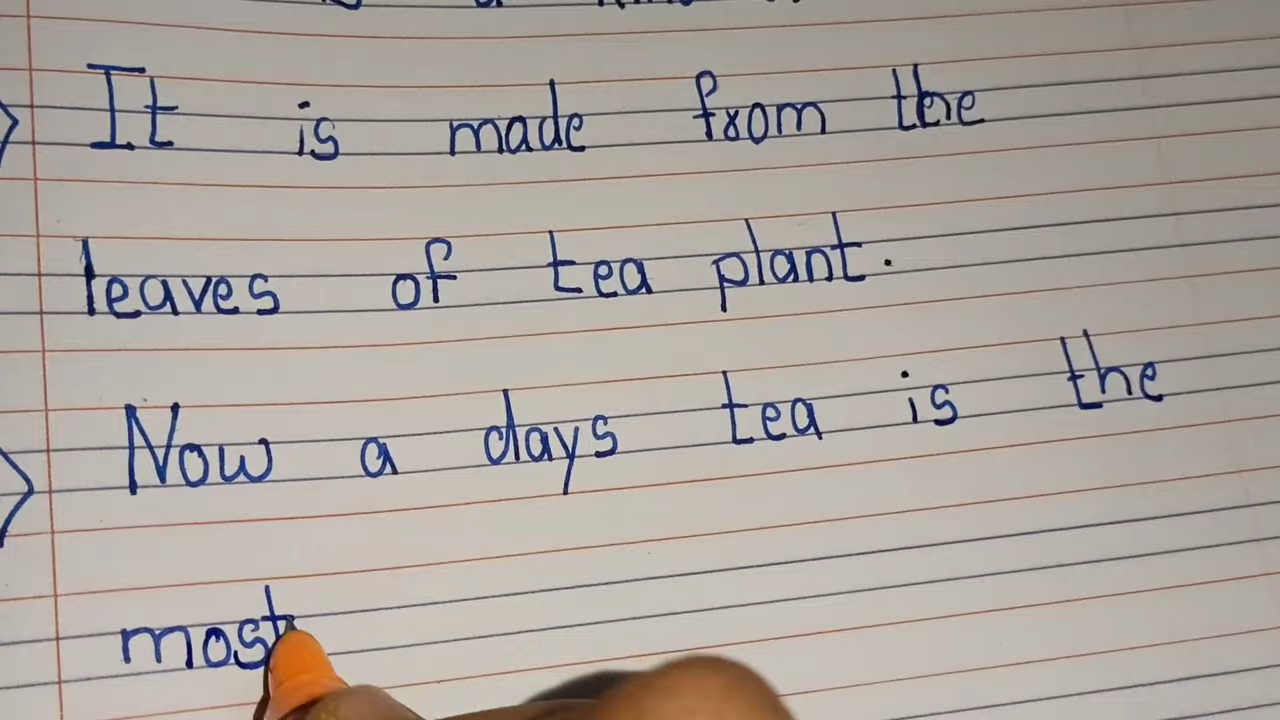 It is made from the
leaves of tea plant.
Now a days tea is the
most